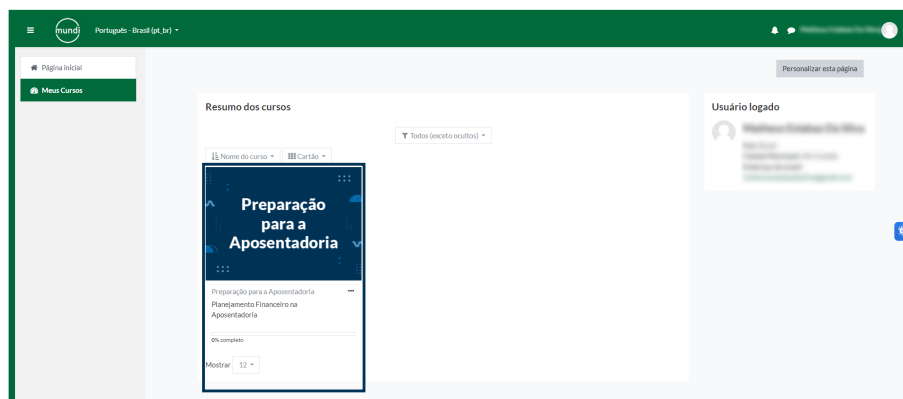 mundi
Português - Brasil (pt_br)
Página inicial
Meus Cursos
Personalizar esta página
Resumo dos cursos
Todos (exceto ocultos)
Nome do curso
Cartão
Preparação
para a
Aposentadoria
Preparação para a Aposentadoria
Planejamento Financeiro na
Aposentadoria
0% completo
Mostrar 12
Usuário logado